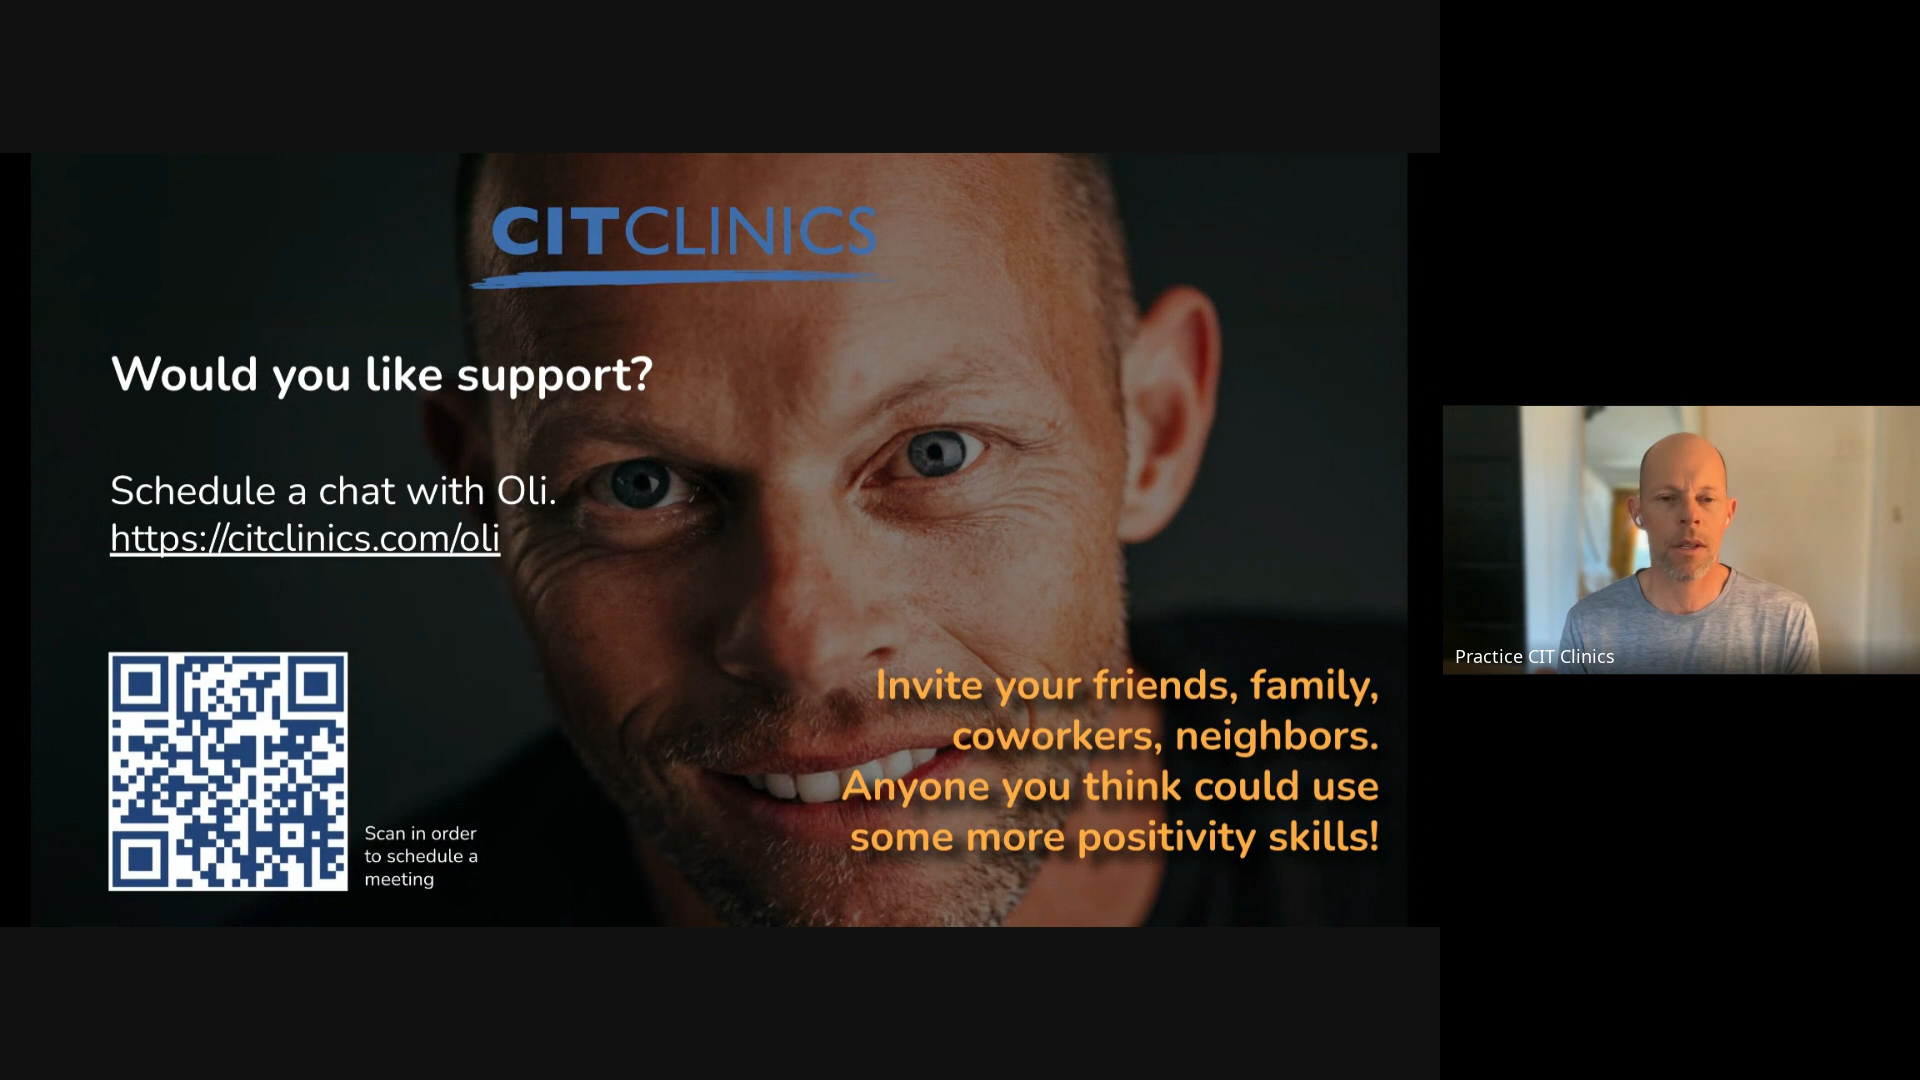 CITCLINICS
Would you like support?
Schedule a chat with Oli.
https://citclinics.com/oli
Scan in order
to schedule a
meeting
Invite your friends, family,
coworkers, neighbors.
Anyone you think could use
some more positivity skills!
Practice CIT Clinics